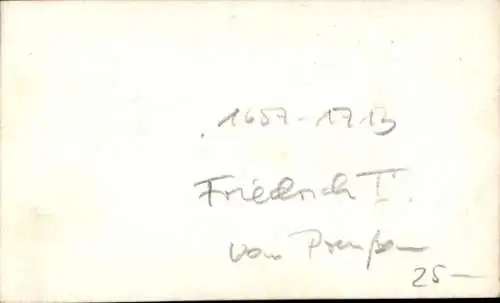 1657-1713
Friedrich I.
von Preußen
25-